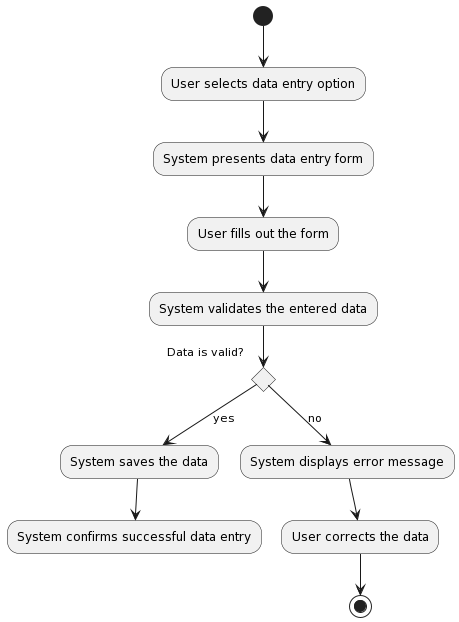 User selects data entry option
System presents data entry form
User fills out the form
System validates the entered data
Data is valid?
yes
no
System saves the data
System displays error message
System confirms successful data entry
User corrects the data